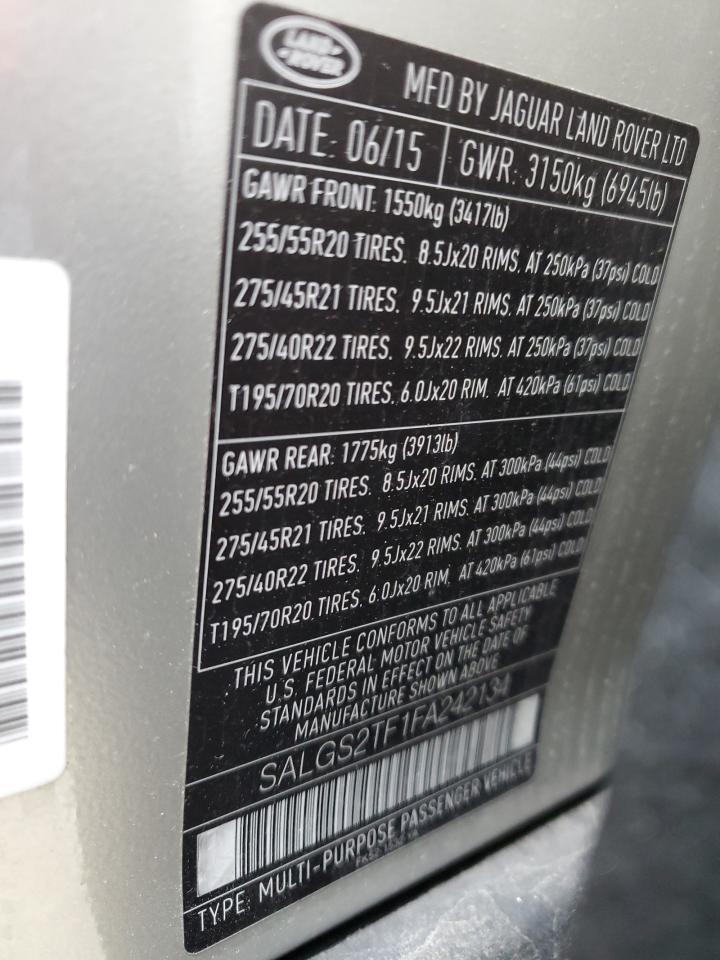 LAND-
-ROVER
MFD BY JAGUAR LAND ROVER LTD
DATE: 06/15 GWR: 3150kg (6945lb)
GAWR FRONT: 1550kg (3417lb)
255/55R20 TIRES. 8.5Jx20 RIMS. AT 250kPa (37psi) COLD
275/45R21 TIRES. 9.5Jx21 RIMS. AT 250kPa (37psi) COLD
275/40R22 TIRES. 9.5Jx22 RIMS. AT 250kPa (37psi) COLD
T195/70R20 TIRES. 6.0Jx20 RIM. AT 420kPa (61psi) COLD
GAWR REAR: 1775kg (3913lb)
255/55R20 TIRES. 8.5Jx20 RIMS. AT 300kPa (44psi) COLD
275/45R21 TIRES. 9.5Jx21 RIMS. AT 300kPa (44psi) COLD
275/40R22 TIRES. 9.5Jx22 RIMS. AT 300kPa (44psi) COLD
T195/70R20. TIRES. 6.0Jx20 RIM. AT 420kPa (61psi) COLD
THIS VEHICLE CONFORMS TO ALL APPLICABLE
U.S. FEDERAL MOTOR VEHICLE SAFETY
STANDARDS IN EFFECT ON THE DATE OF
MANUFACTURE SHOWN ABOVE
SALGS2TF1FA242134
TYPE: MULTI-PURPOSE PASSENGER VEHICLE